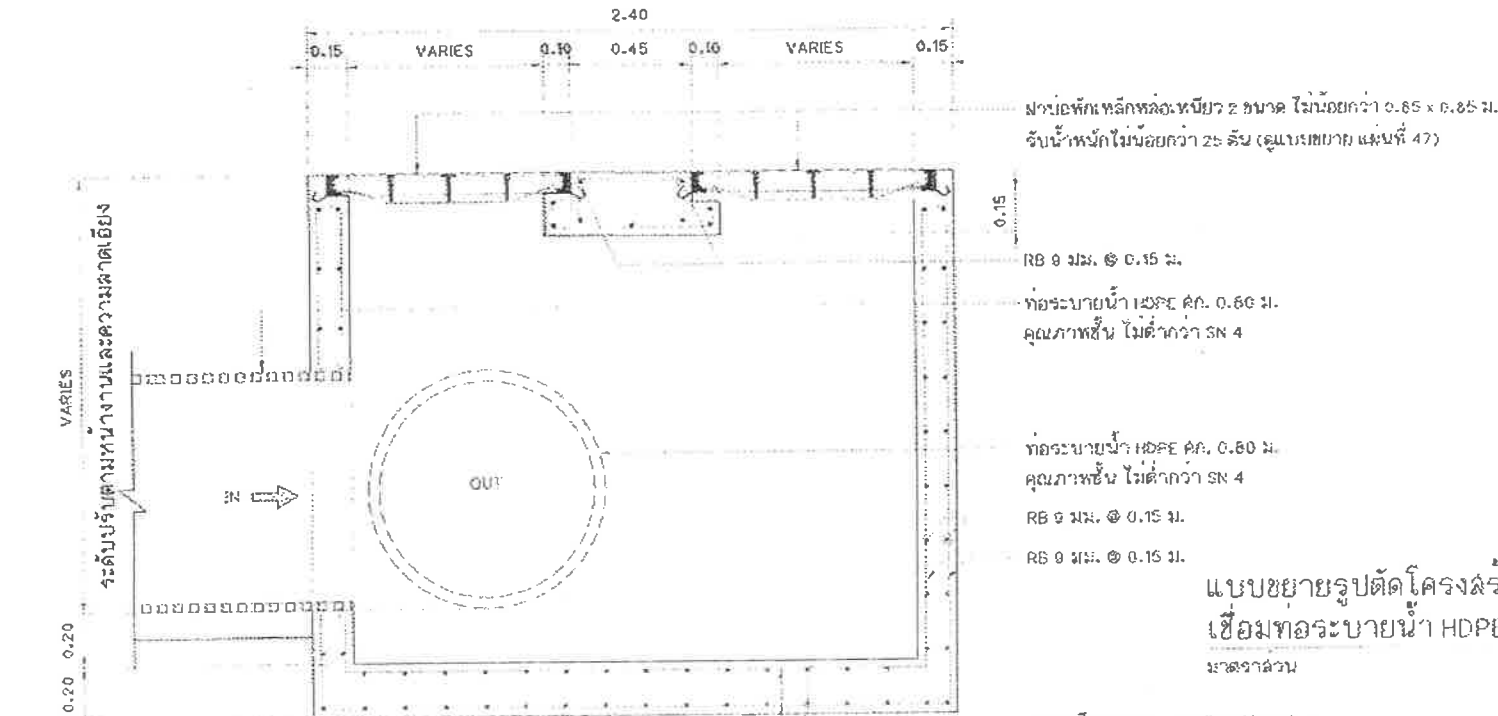 2.40
0.15 VARIES 0.10 0.45 0.10 VARIES 0.15
ฝาบ่อพักเหล็กหล่อเหนียว 2 ขนาด ไม่น้อยกว่า 0.85 x 0.85 ม.
รับน้ำหนักไม่น้อยกว่า 25 ตัน (ดูแบบขยาย แผ่นที่ 47)
0.15
RB 9 มม. @ 0.15 ม.
ท่อระบายน้ำ HDPE ศก. 0.80 ม.
คุณภาพชั้น ไม่ต่ำกว่า SN 4
VARIES
ระดับปรับตามหน้างานและความลาดเอียง
IN
OUT
ท่อระบายน้ำ HDPE ศก. 0.80 ม.
คุณภาพชั้น ไม่ต่ำกว่า SN 4
RB 9 มม. @ 0.15 ม.
RB 9 มม. @ 0.15 ม.
แบบขยายรูปตัดโครงสร้
เชื่อมท่อระบายน้ำ HDPE
มาตราส่วน
0.20 0.20